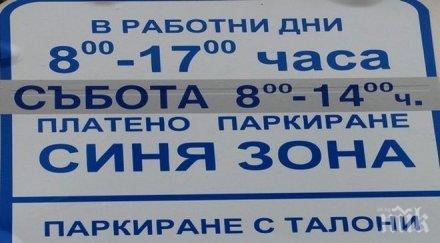 В РАБОТНИ ДНИ
8⁰⁰-17⁰⁰ часа
СЪБОТА 8⁰⁰-14⁰⁰ч.
ПЛАТЕНО ПАРКИРАНЕ
СИНЯ ЗОНА
ПАРКИРАНЕ С ТАЛОНИ